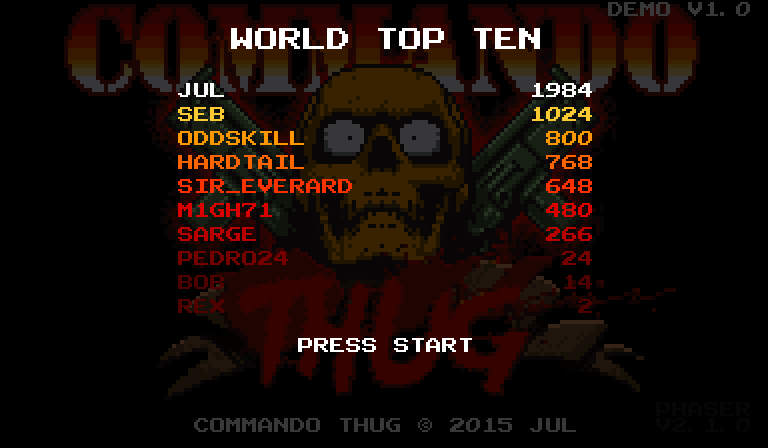 COMMANDO
DEMO V1.0
WORLD TOP TEN
JUL 1984
SEB 1024
ODDSKILL 800
HARDTAIL 768
SIR_EVERARD 648
M1GH71 480
SARGE 266
PEDRO24 24
BOB 14
REX 2
THUG
PRESS START
PHASER
V2.1.0
COMMANDO THUG © 2015 JUL